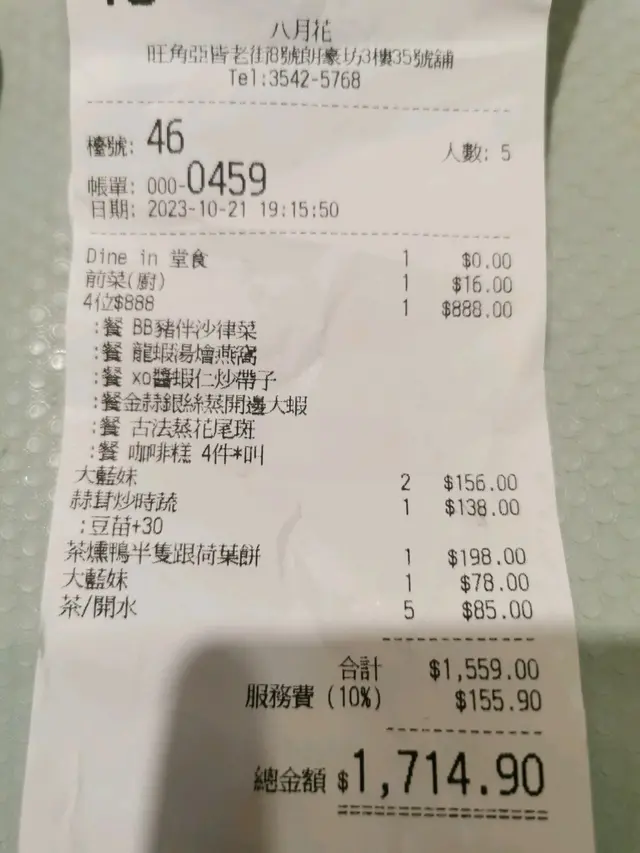 八月花
旺角亞皆老街8號朗豪坊3樓35號舖
Tel:3542-5768
檯號: 46 人數: 5
帳單: 000-0459
日期: 2023-10-21 19:15:50
Dine in 堂食 1 $0.00
前菜(廚) 1 $16.00
4位$888 1 $888.00
:餐 BB豬伴沙律菜
:餐 龍蝦湯燴燕窩
:餐 xo醬蝦仁炒帶子
:餐金蒜銀絲蒸開邊大蝦
:餐 古法蒸花尾斑
:餐 咖啡糕 4件*叫
大藍妹 2 $156.00
蒜茸炒時蔬 1 $138.00
:豆苗+30
茶燻鴨半隻跟荷葉餅 1 $198.00
大藍妹 1 $78.00
茶/開水 5 $85.00
合計 $1,559.00
服務費 (10%) $155.90
總金額 $1,714.90